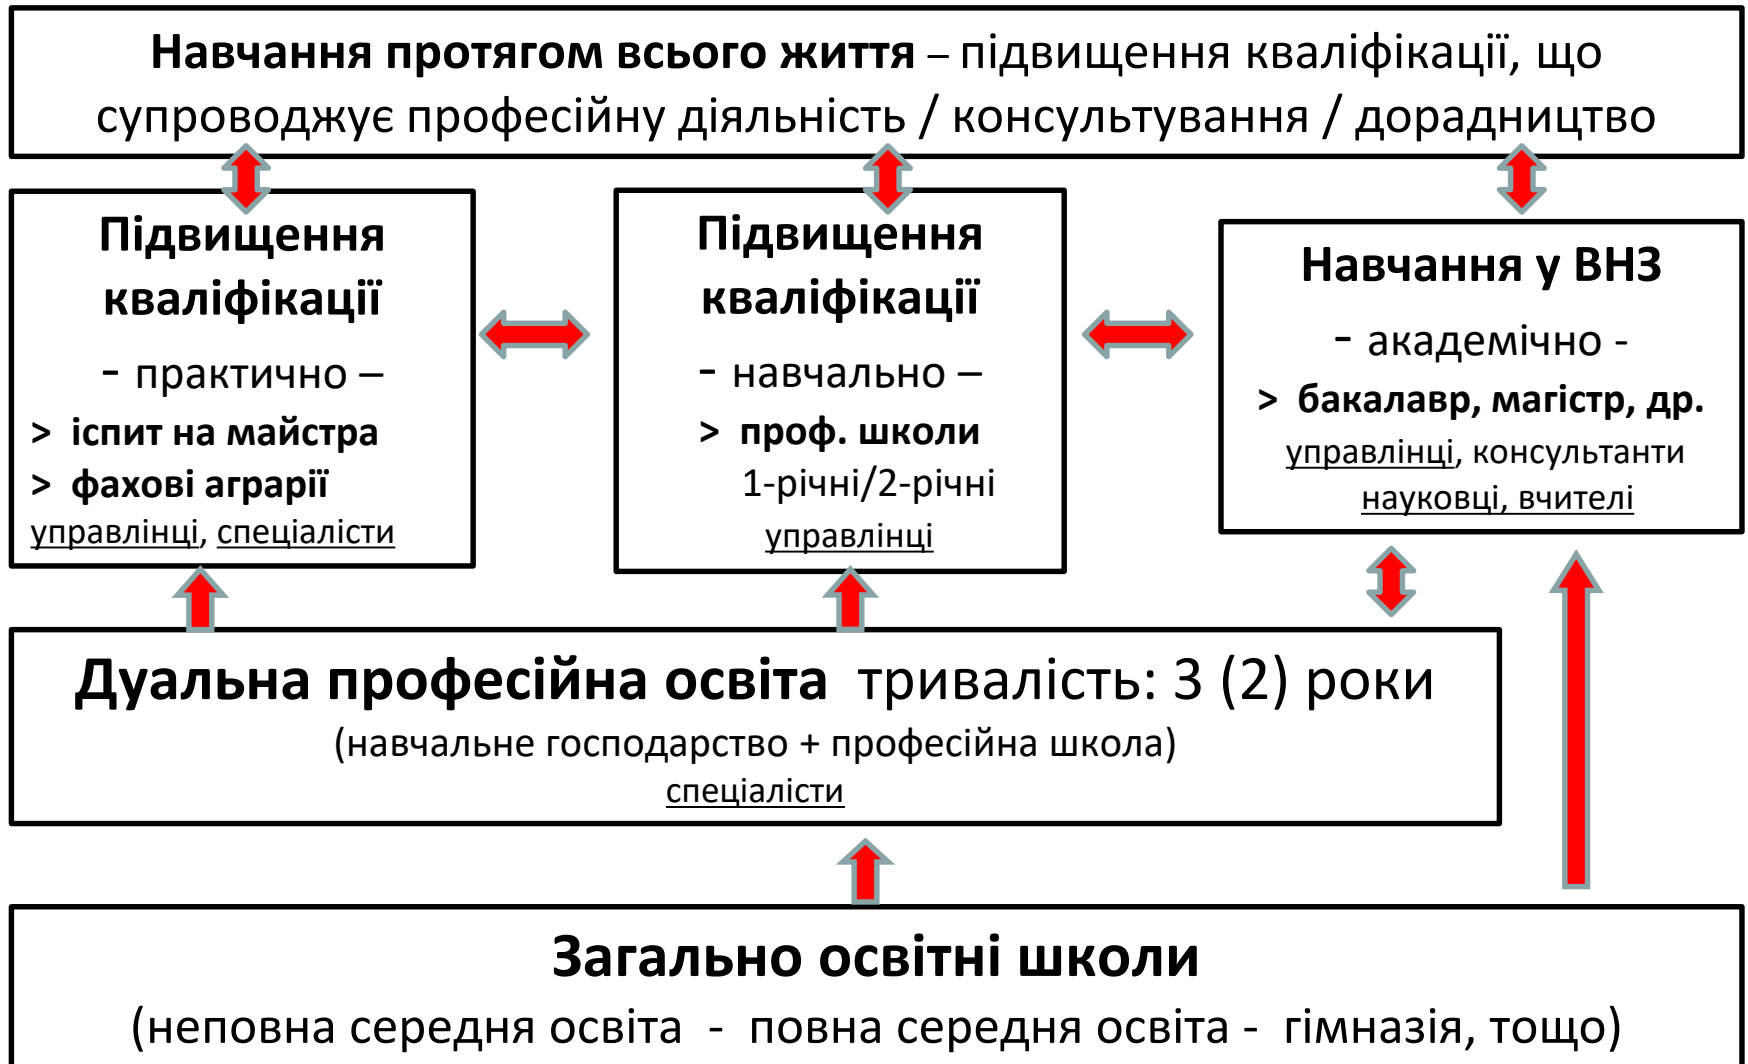 Навчання протягом всього життя – підвищення кваліфікації, що
супроводжує професійну діяльність / консультування / дорадництво
Підвищення
кваліфікації
- практично –
> іспит на майстра
> фахові аграрії
управлінці, спеціалісти
Підвищення
кваліфікації
- навчально –
> проф. школи
1-річні/2-річні
управлінці
Навчання у ВНЗ
- академічно -
> бакалавр, магістр, др.
управлінці, консультанти
науковці, вчителі
Дуальна професійна освіта тривалість: 3 (2) роки
(навчальне господарство + професійна школа)
спеціалісти
Загально освітні школи
(неповна середня освіта - повна середня освіта - гімназія, тощо)